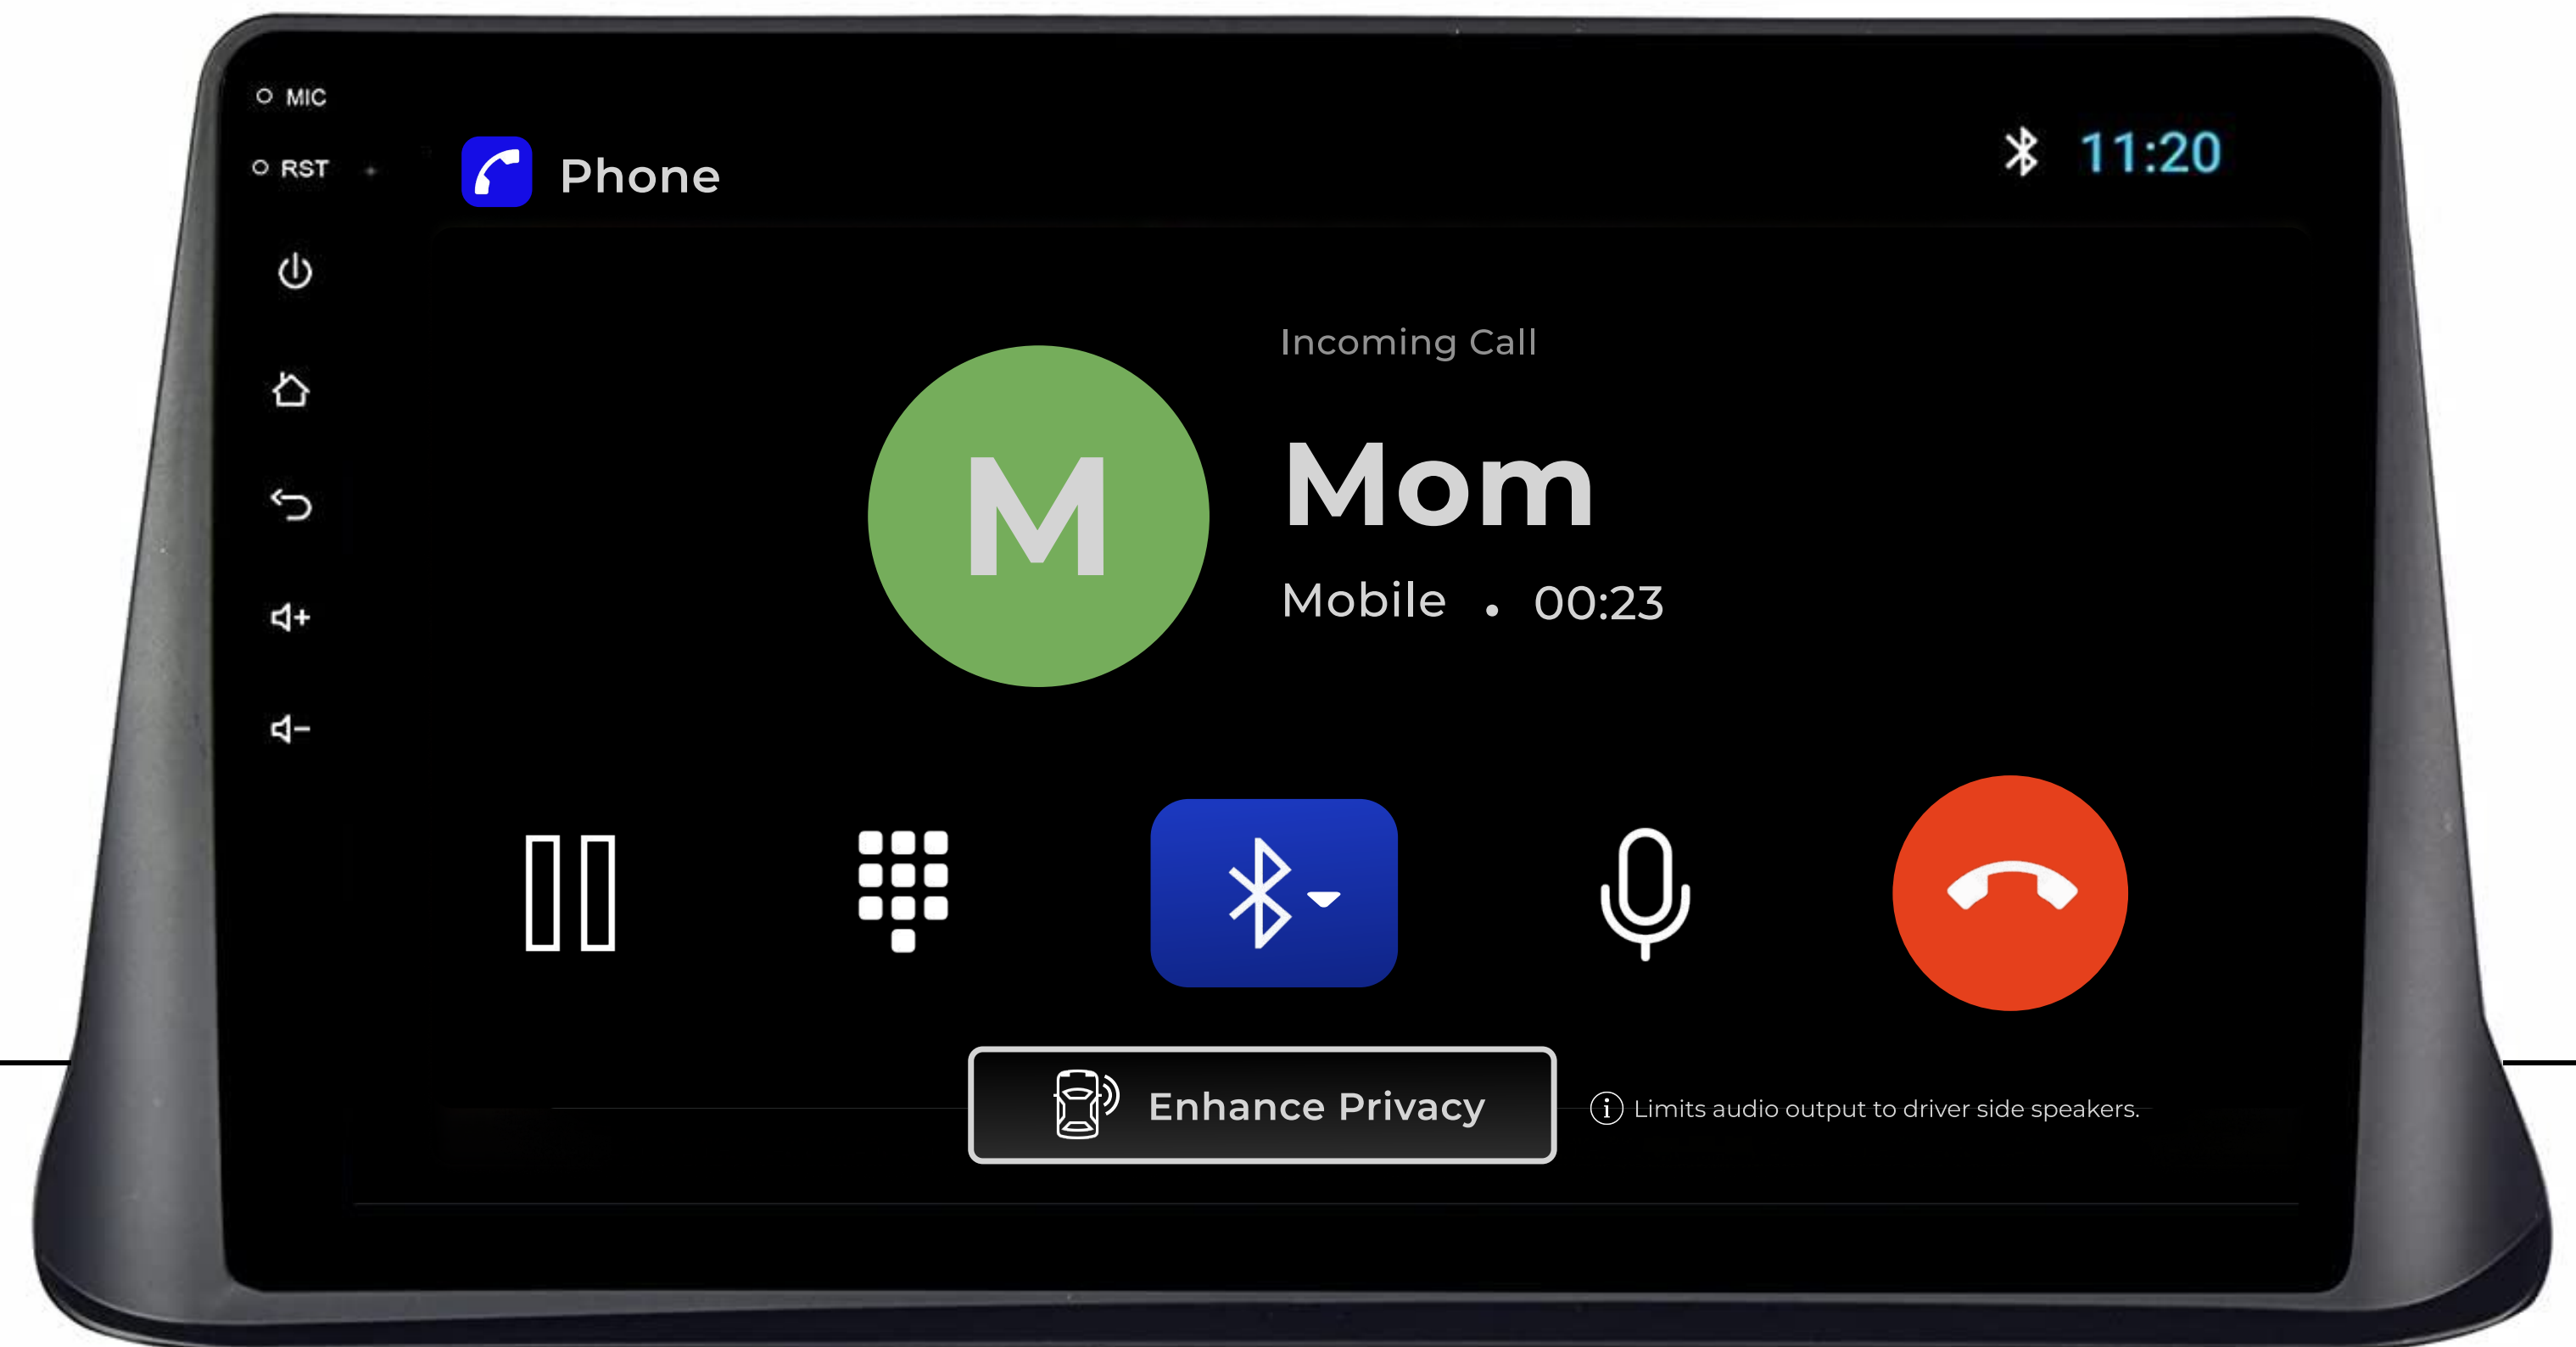 MIC
RST
Phone
11:20
Incoming Call
M
Mom
Mobile • 00:23
Enhance Privacy
i Limits audio output to driver side speakers.